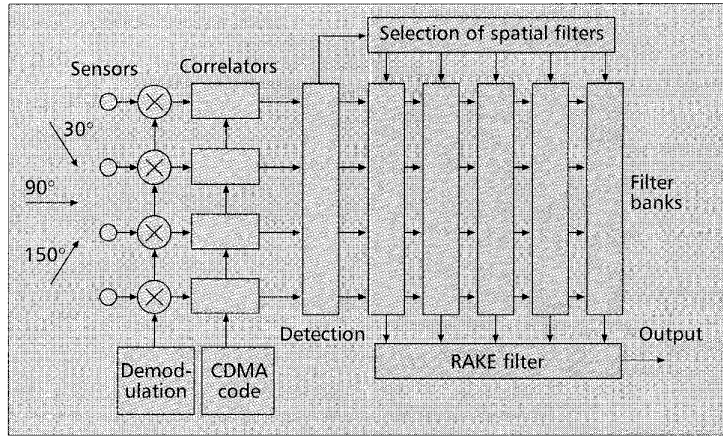 Selection of spatial filters
Sensors
Correlators
30°
90°
150°
Filter
banks
Detection
Output
RAKE filter
Demod-
ulation
CDMA
code